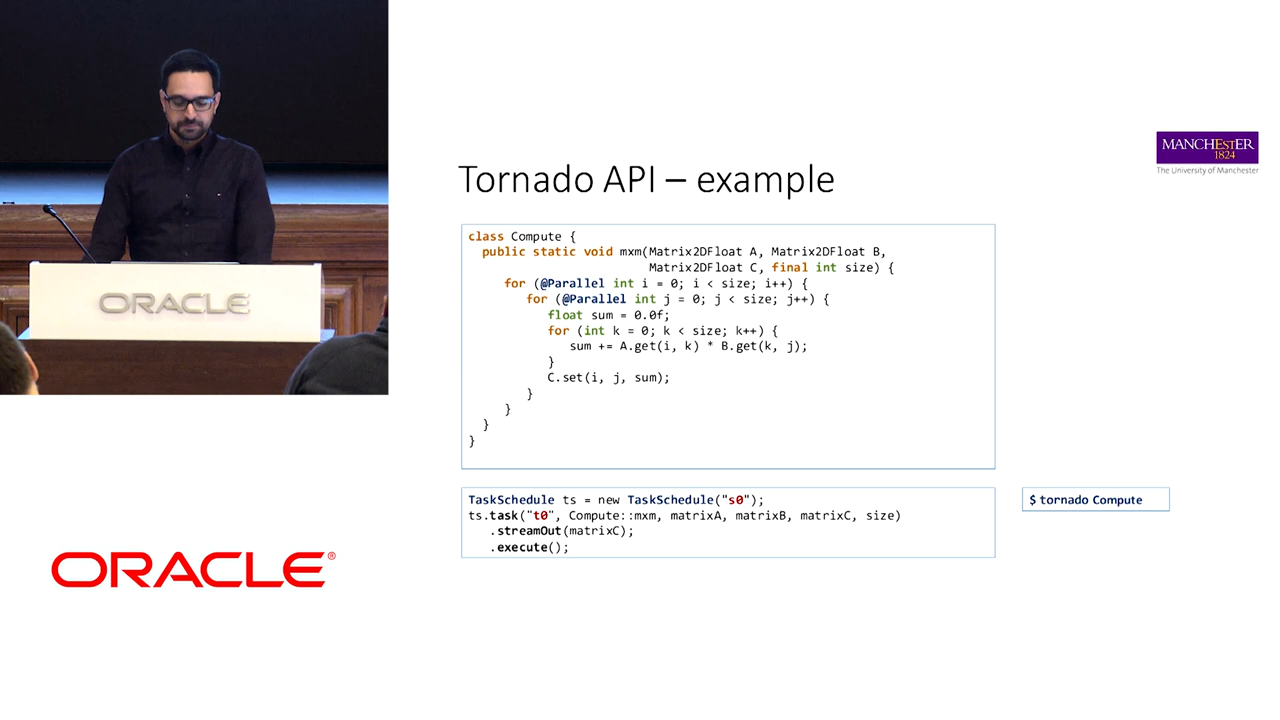 ORACLE
ORACLE®
MANCHESTER
1824
The University of Manchester
Tornado API – example
class Compute {
public static void mxm(Matrix2DFloat A, Matrix2DFloat B,
Matrix2DFloat C, final int size) {
for (@Parallel int i = 0; i < size; i++) {
for (@Parallel int j = 0; j < size; j++) {
float sum = 0.0f;
for (int k = 0; k < size; k++) {
sum += A.get(i, k) * B.get(k, j);
}
C.set(i, j, sum);
}
}
}
}
TaskSchedule ts = new TaskSchedule("s0");
ts.task("t0", Compute::mxm, matrixA, matrixB, matrixC, size)
.streamOut(matrixC);
.execute();
$ tornado Compute